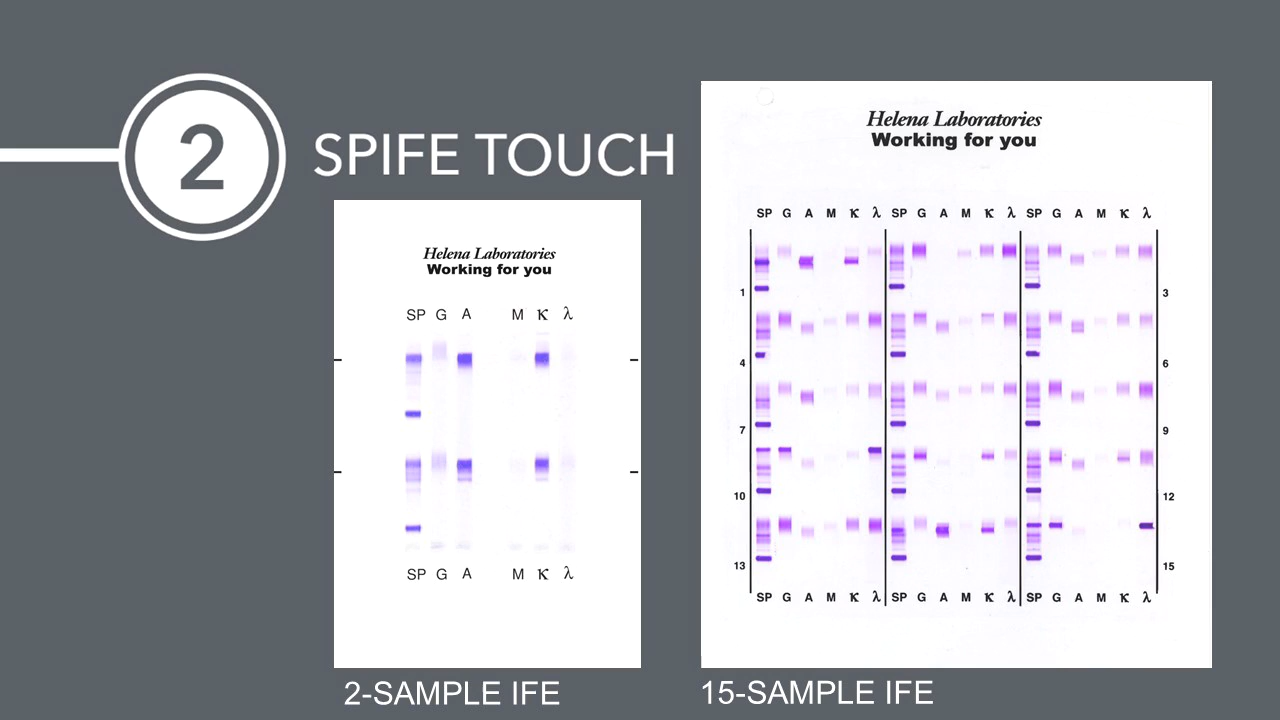 2
SPIFE TOUCH
Helena Laboratories
Working for you
SP G A M κ λ
SP G A M κ λ
2-SAMPLE IFE
Helena Laboratories
Working for you
SP G A M κ λ SP G A M κ λ SP G A M κ λ
1 3
4 6
7 9
10 12
13 15
SP G A M κ λ SP G A M κ λ SP G A M κ λ
15-SAMPLE IFE